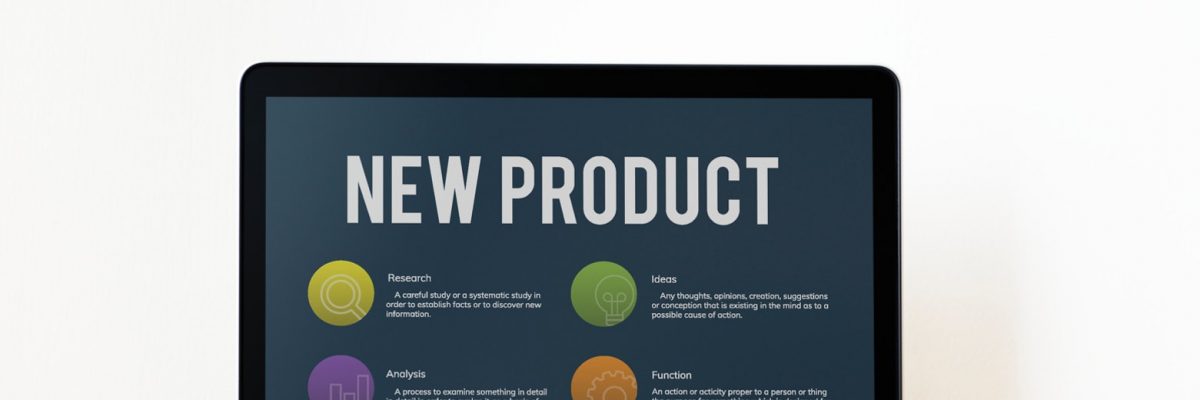 NEW PRODUCT
Research
A careful study or a systematic study in
order to establish facts or to discover new
information.
Ideas
Any thoughts, opinions, creation, suggestions
or conception that is existing in the mind as to a
possible cause of action.
Analysis
A process to examine something in detail
Function
An action or acticity proper to a person or thing